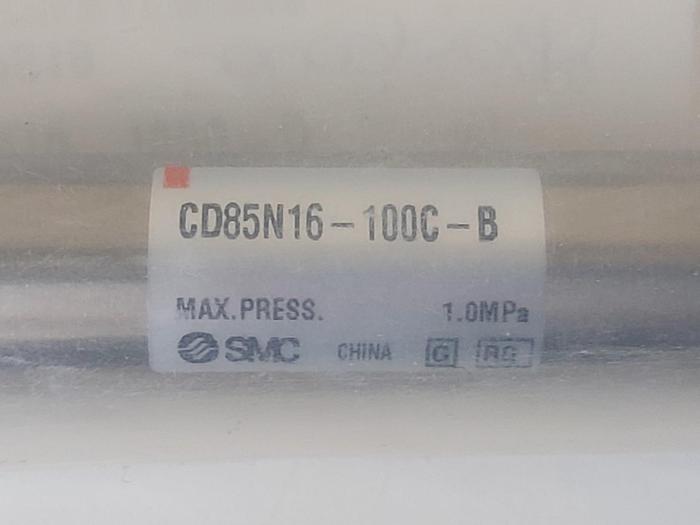 CD85N16-100C-B
MAX.PRESS. 1.0MPa
SMC CHINA G